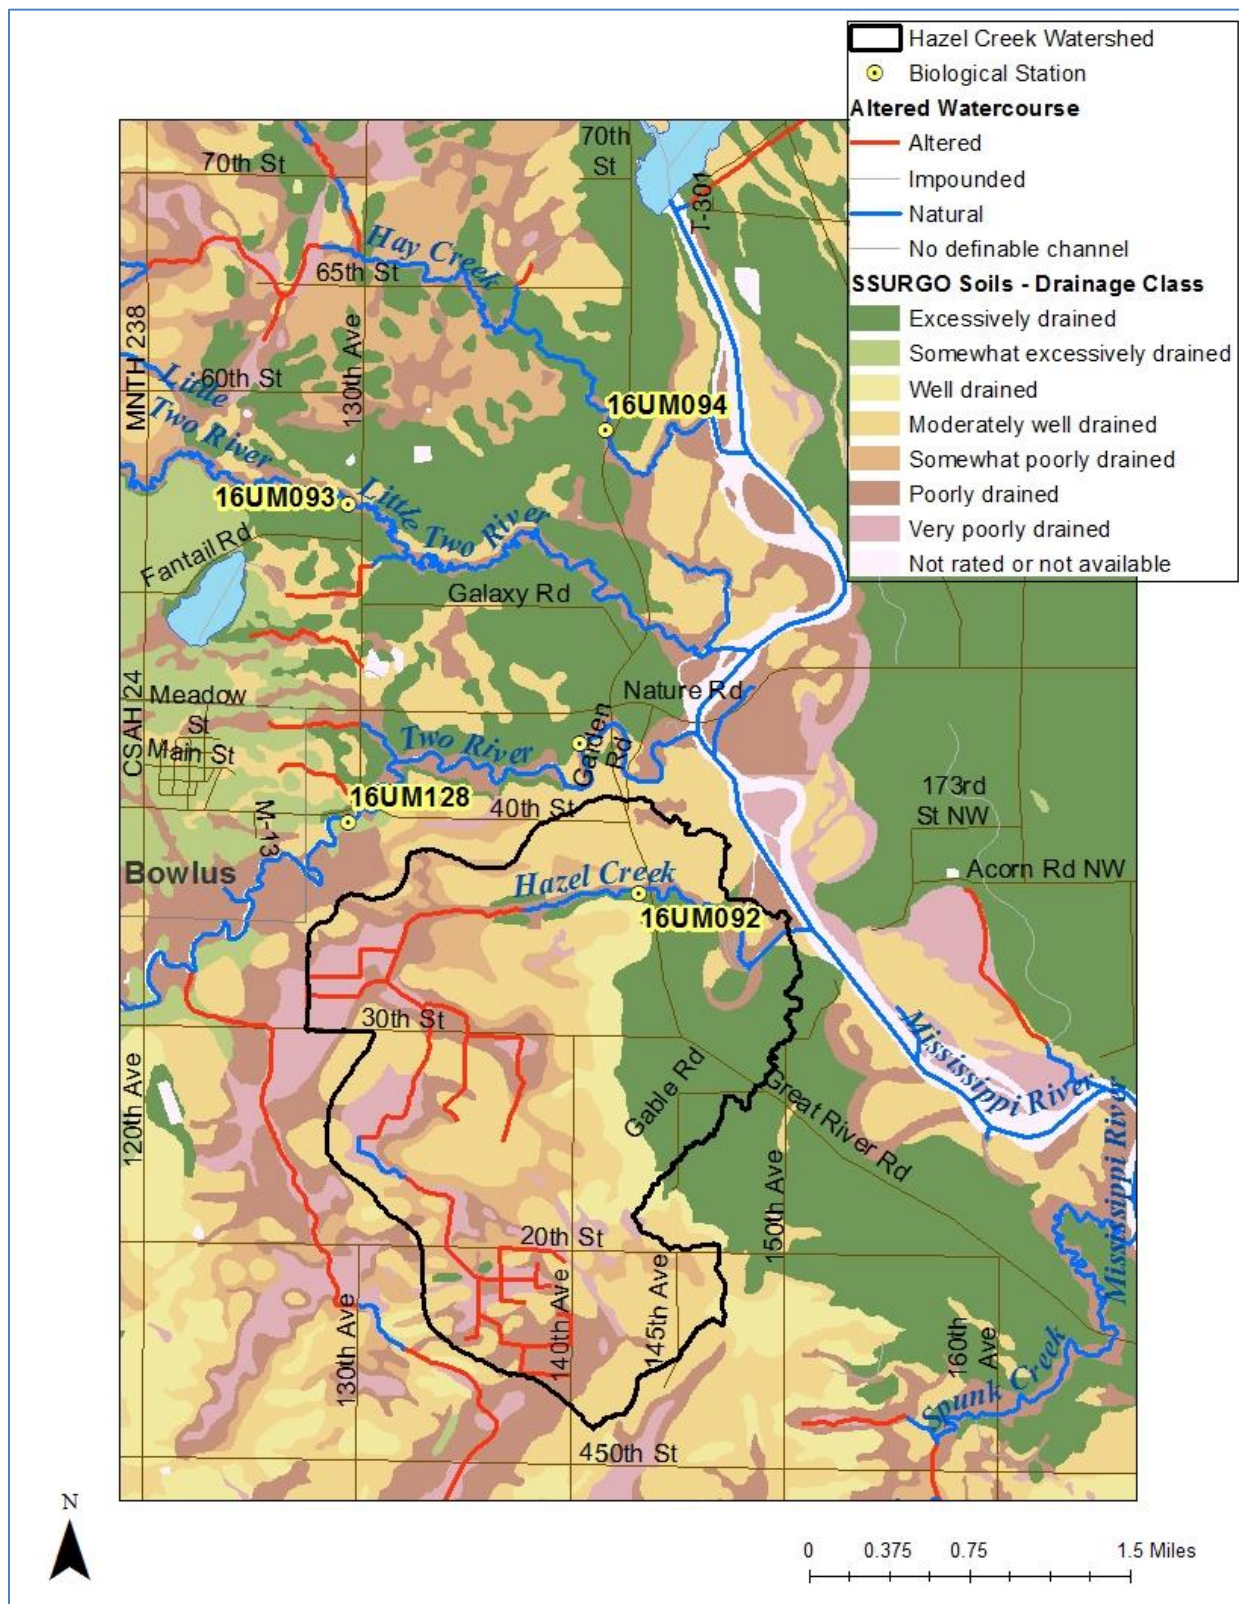 Hazel Creek Watershed
Biological Station
Altered Watercourse
Altered
Impounded
Natural
No definable channel
SSURGO Soils - Drainage Class
Excessively drained
Somewhat excessively drained
Well drained
Moderately well drained
Somewhat poorly drained
Poorly drained
Very poorly drained
Not rated or not available
70th St
70th
St
T-301
Hay Creek
65th St
MNTH 238
130th Ave
60th St
Little
Two River
16UM094
16UM093
Little Two River
Fantail Rd
Galaxy Rd
Nature Rd
CSAH 24
Meadow
St
Main St
Two River
Galden
Rd
16UM128
40th St
M-13
173rd
St NW
Acorn Rd NW
Bowlus
Hazel Creek
16UM092
30th St
Mississippi River
120th Ave
Gable Rd
Great River Rd
Mississippi River
20th St
150th Ave
130th Ave
140th Ave
145th Ave
160th
Ave
Spunk Creek
450th St
N
0 0.375 0.75 1.5 Miles